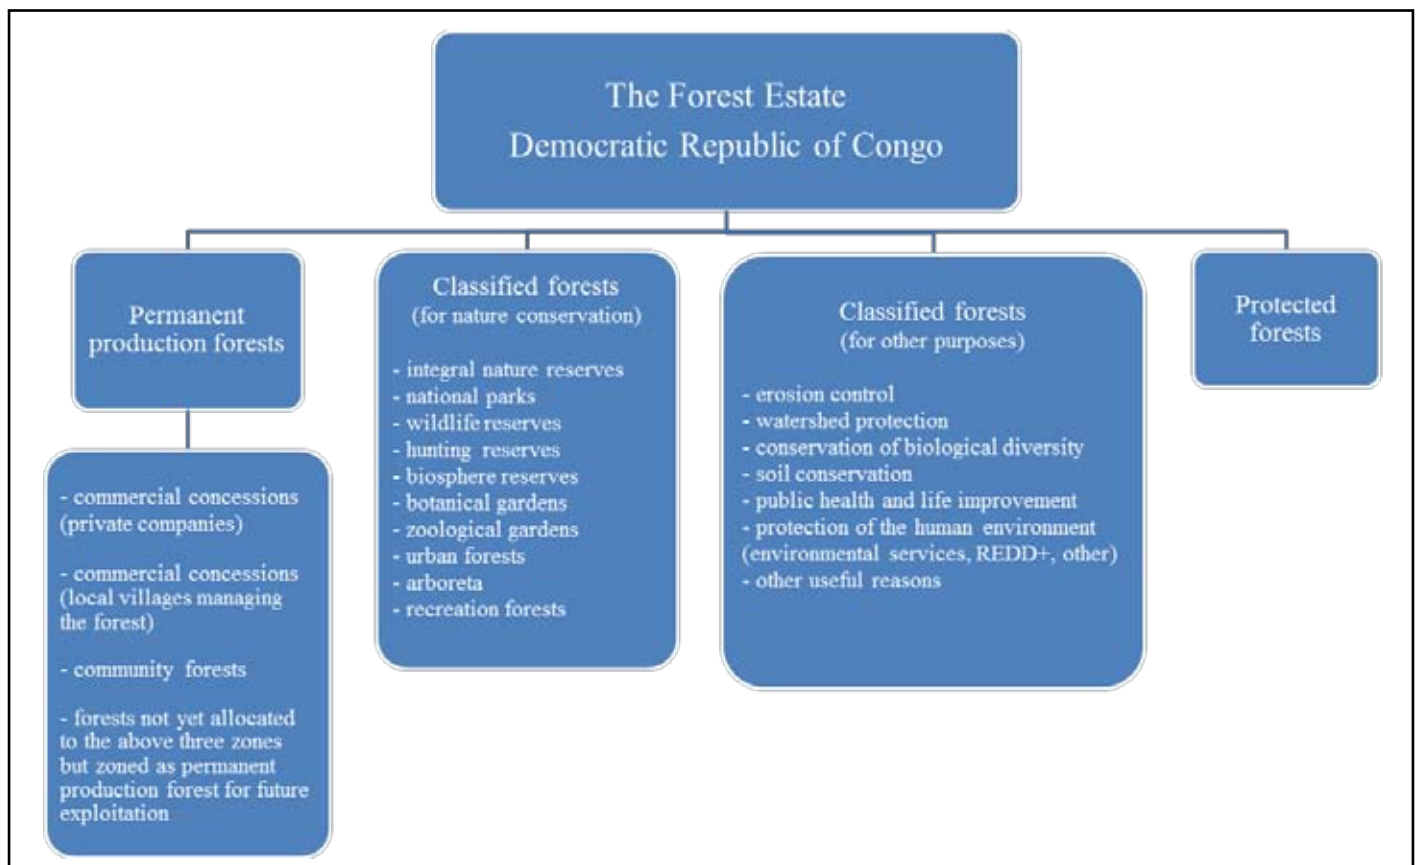 The Forest Estate
Democratic Republic of Congo
Permanent
production forests
- commercial concessions
(private companies)
- commercial concessions
(local villages managing
the forest)
- community forests
- forests not yet allocated
to the above three zones
but zoned as permanent
production forest for future
exploitation
Classified forests
(for nature conservation)
- integral nature reserves
- national parks
- wildlife reserves
- hunting reserves
- biosphere reserves
- botanical gardens
- zoological gardens
- urban forests
- arboreta
- recreation forests
Classified forests
(for other purposes)
- erosion control
- watershed protection
- conservation of biological diversity
- soil conservation
- public health and life improvement
- protection of the human environment
(environmental services, REDD+, other)
- other useful reasons
Protected
forests